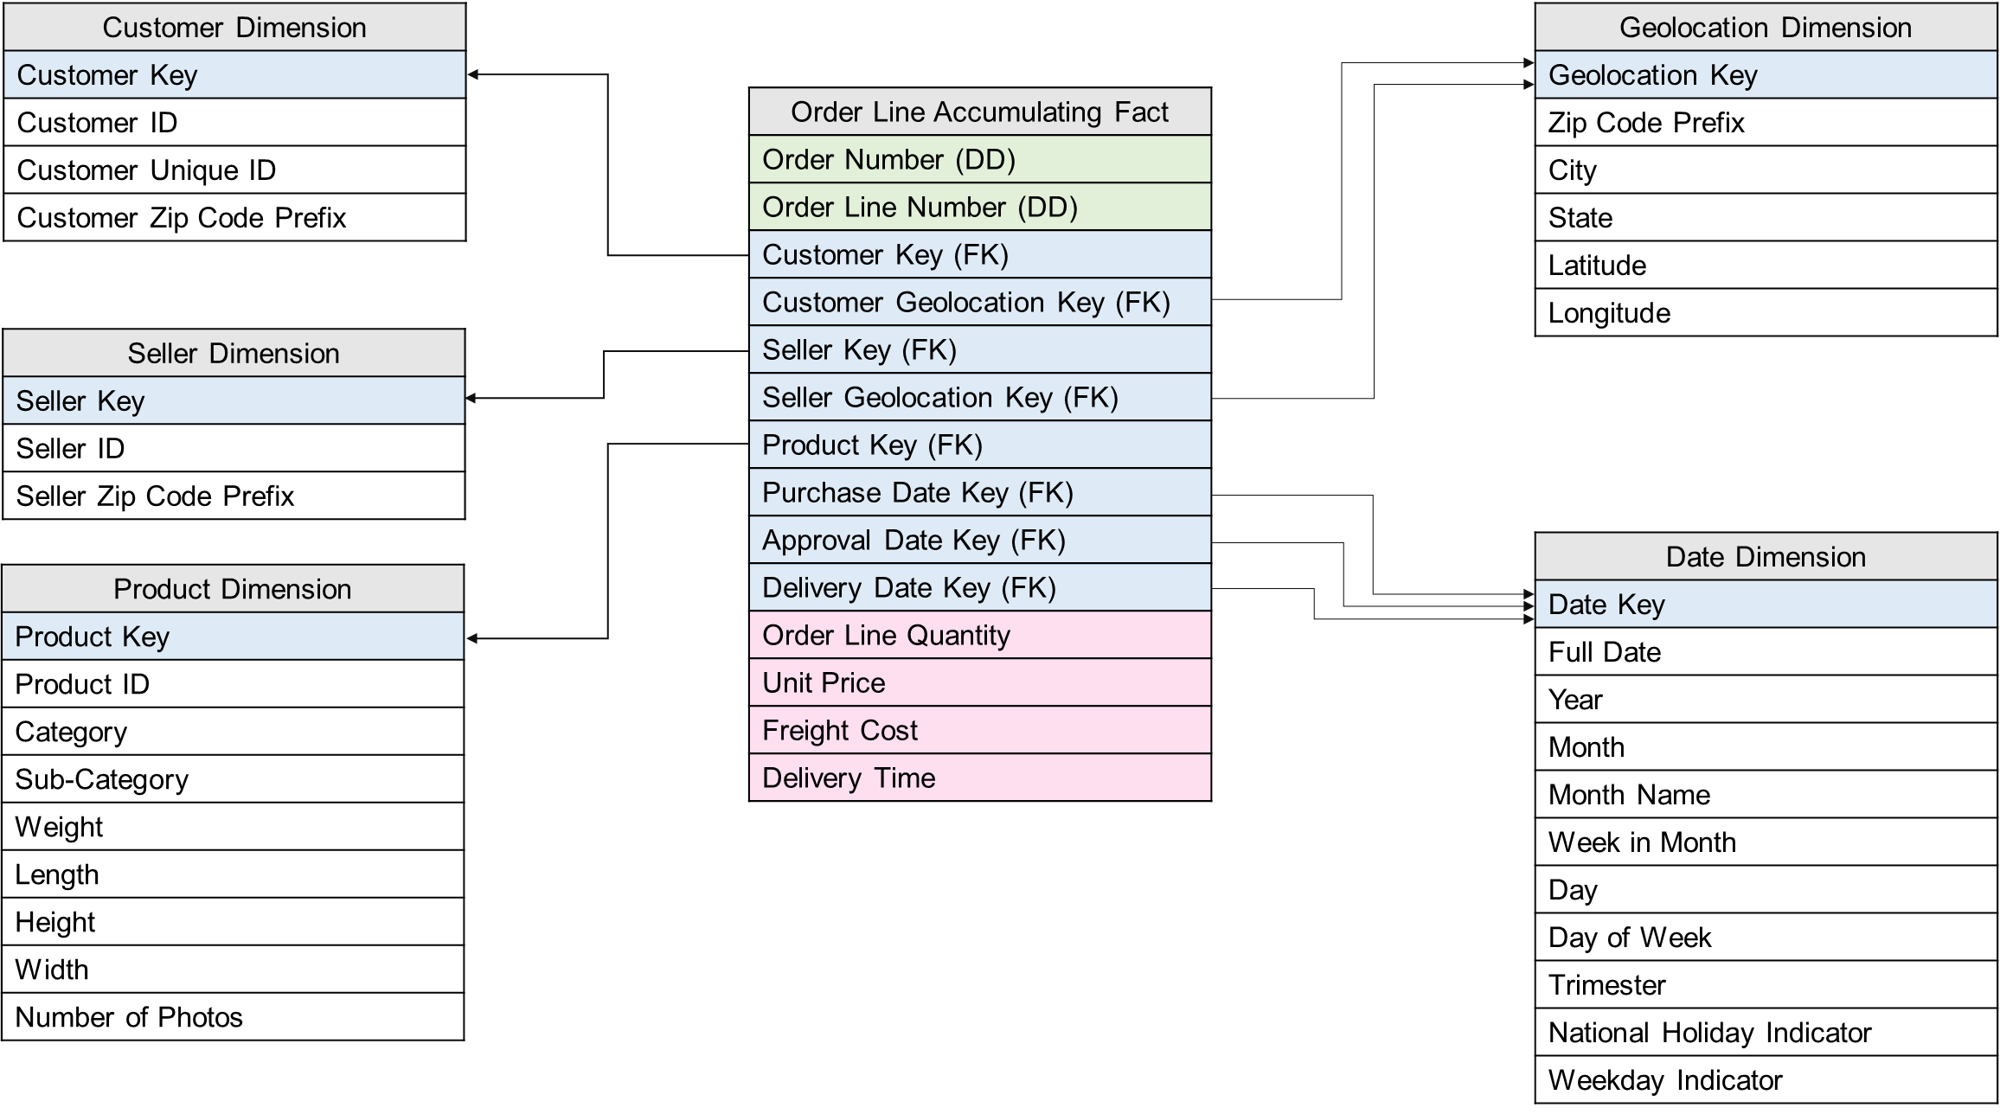 Customer Dimension
Customer Key
Customer ID
Customer Unique ID
Customer Zip Code Prefix
Seller Dimension
Seller Key
Seller ID
Seller Zip Code Prefix
Product Dimension
Product Key
Product ID
Category
Sub-Category
Weight
Length
Height
Width
Number of Photos
Order Line Accumulating Fact
Order Number (DD)
Order Line Number (DD)
Customer Key (FK)
Customer Geolocation Key (FK)
Seller Key (FK)
Seller Geolocation Key (FK)
Product Key (FK)
Purchase Date Key (FK)
Approval Date Key (FK)
Delivery Date Key (FK)
Order Line Quantity
Unit Price
Freight Cost
Delivery Time
Geolocation Dimension
Geolocation Key
Zip Code Prefix
City
State
Latitude
Longitude
Date Dimension
Date Key
Full Date
Year
Month
Month Name
Week in Month
Day
Day of Week
Trimester
National Holiday Indicator
Weekday Indicator